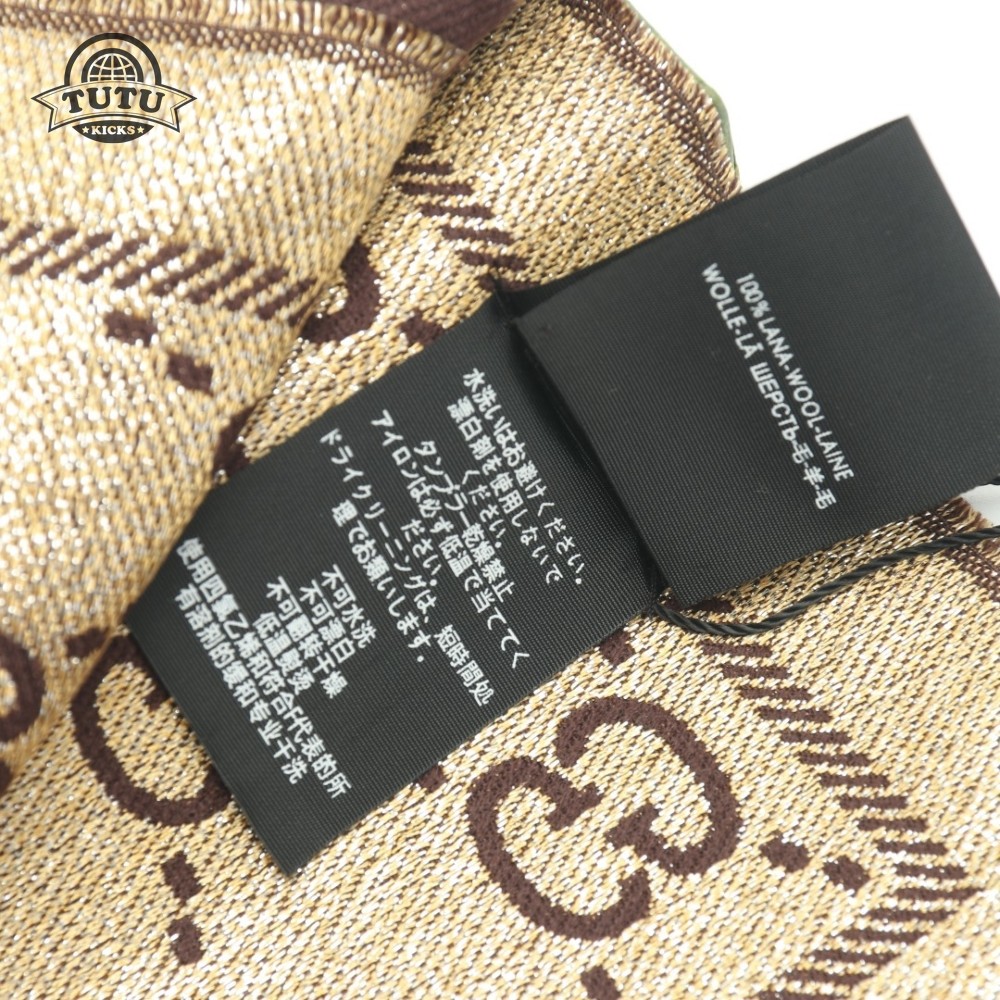 TUTU
★KICKS★
100% LANA-WOOL-LAINE
WOLLE-LÃ ШЕРСТЬ-毛-羊-毛
水洗いはお避けください。
漂白剤を使用しないで
ください。
タンブラー乾燥禁止
アイロンは必ず低温で当ててく
ださい。
ドライクリーニングは、短時間処
理でお願いします。
不可水洗
不可漂白
不可翻转干燥
低温熨烫
使用四氯乙烯和符合F代表的所
有溶剂的缓和专业干洗